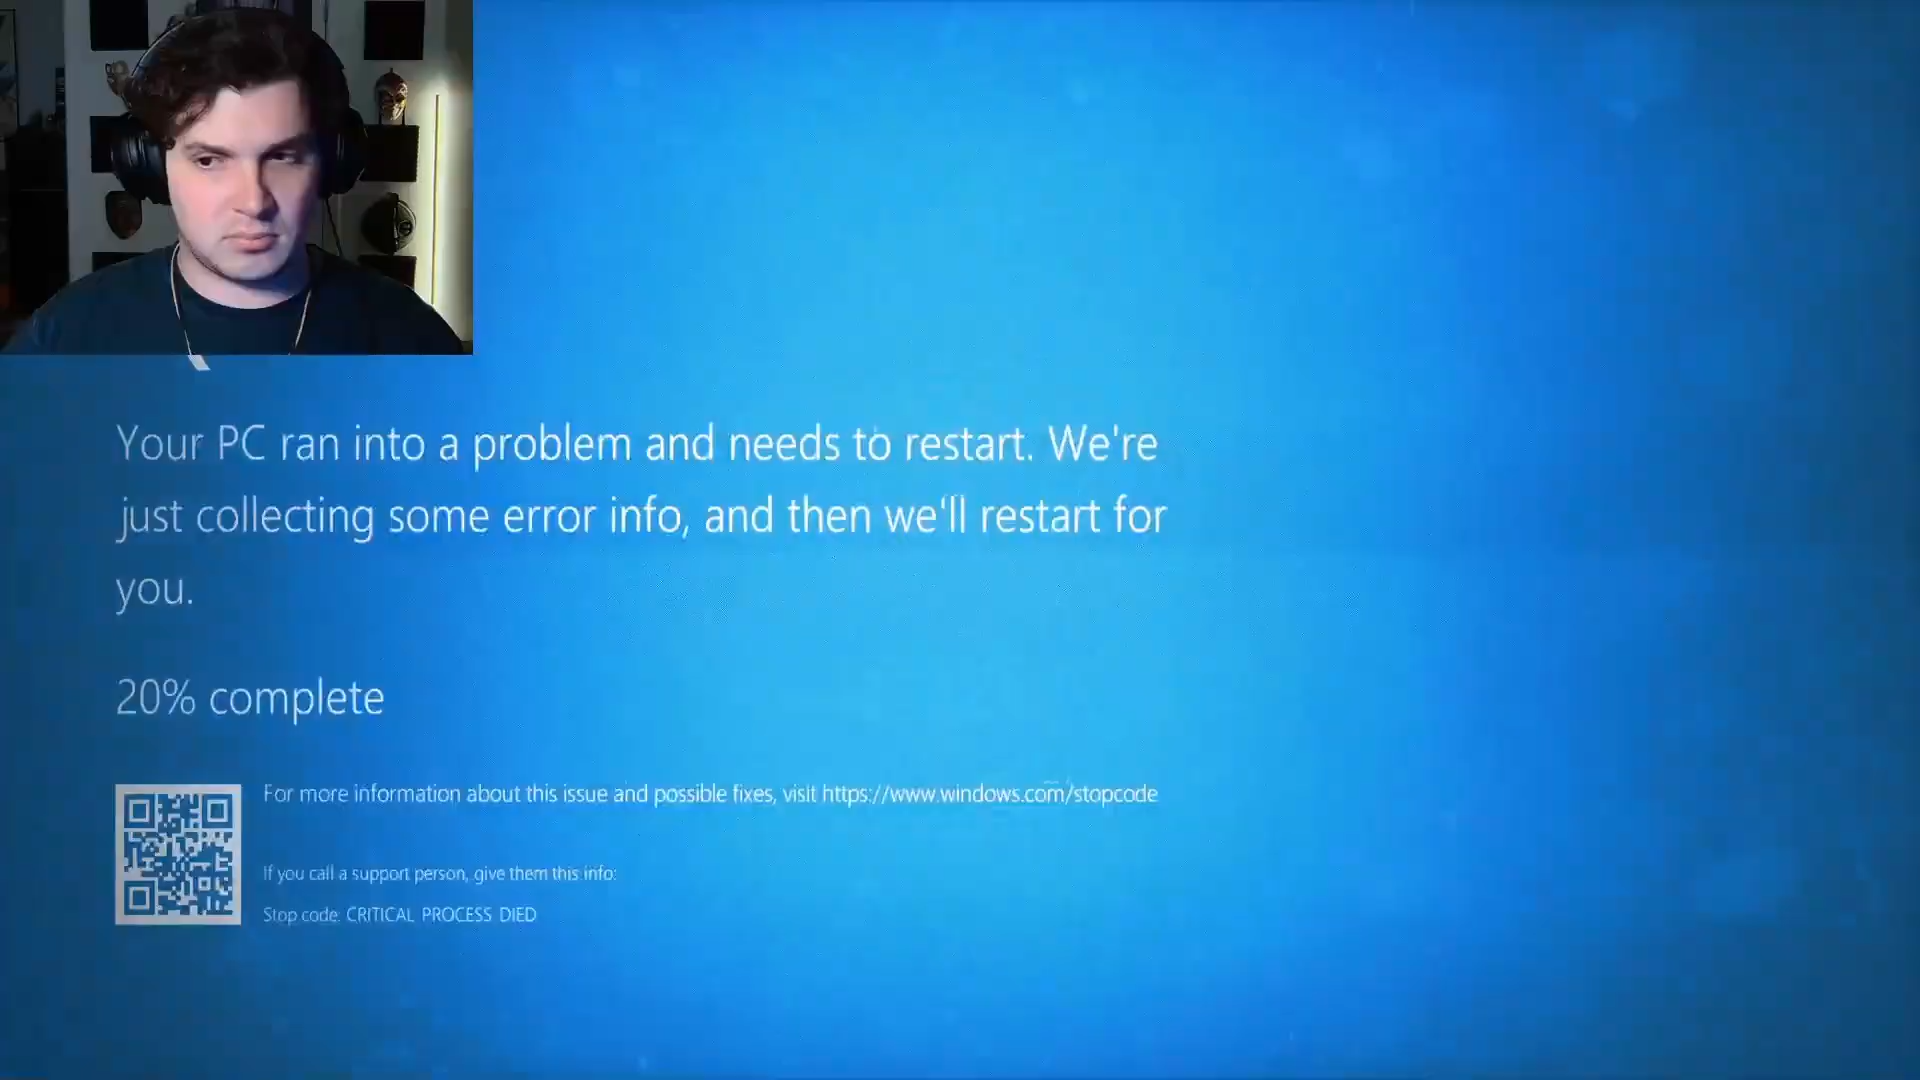 Your PC ran into a problem and needs to restart. We're
just collecting some error info, and then we'll restart for
you.
20% complete
For more information about this issue and possible fixes, visit https://www.windows.com/stopcode
If you call a support person, give them this info:
Stop code: CRITICAL PROCESS DIED